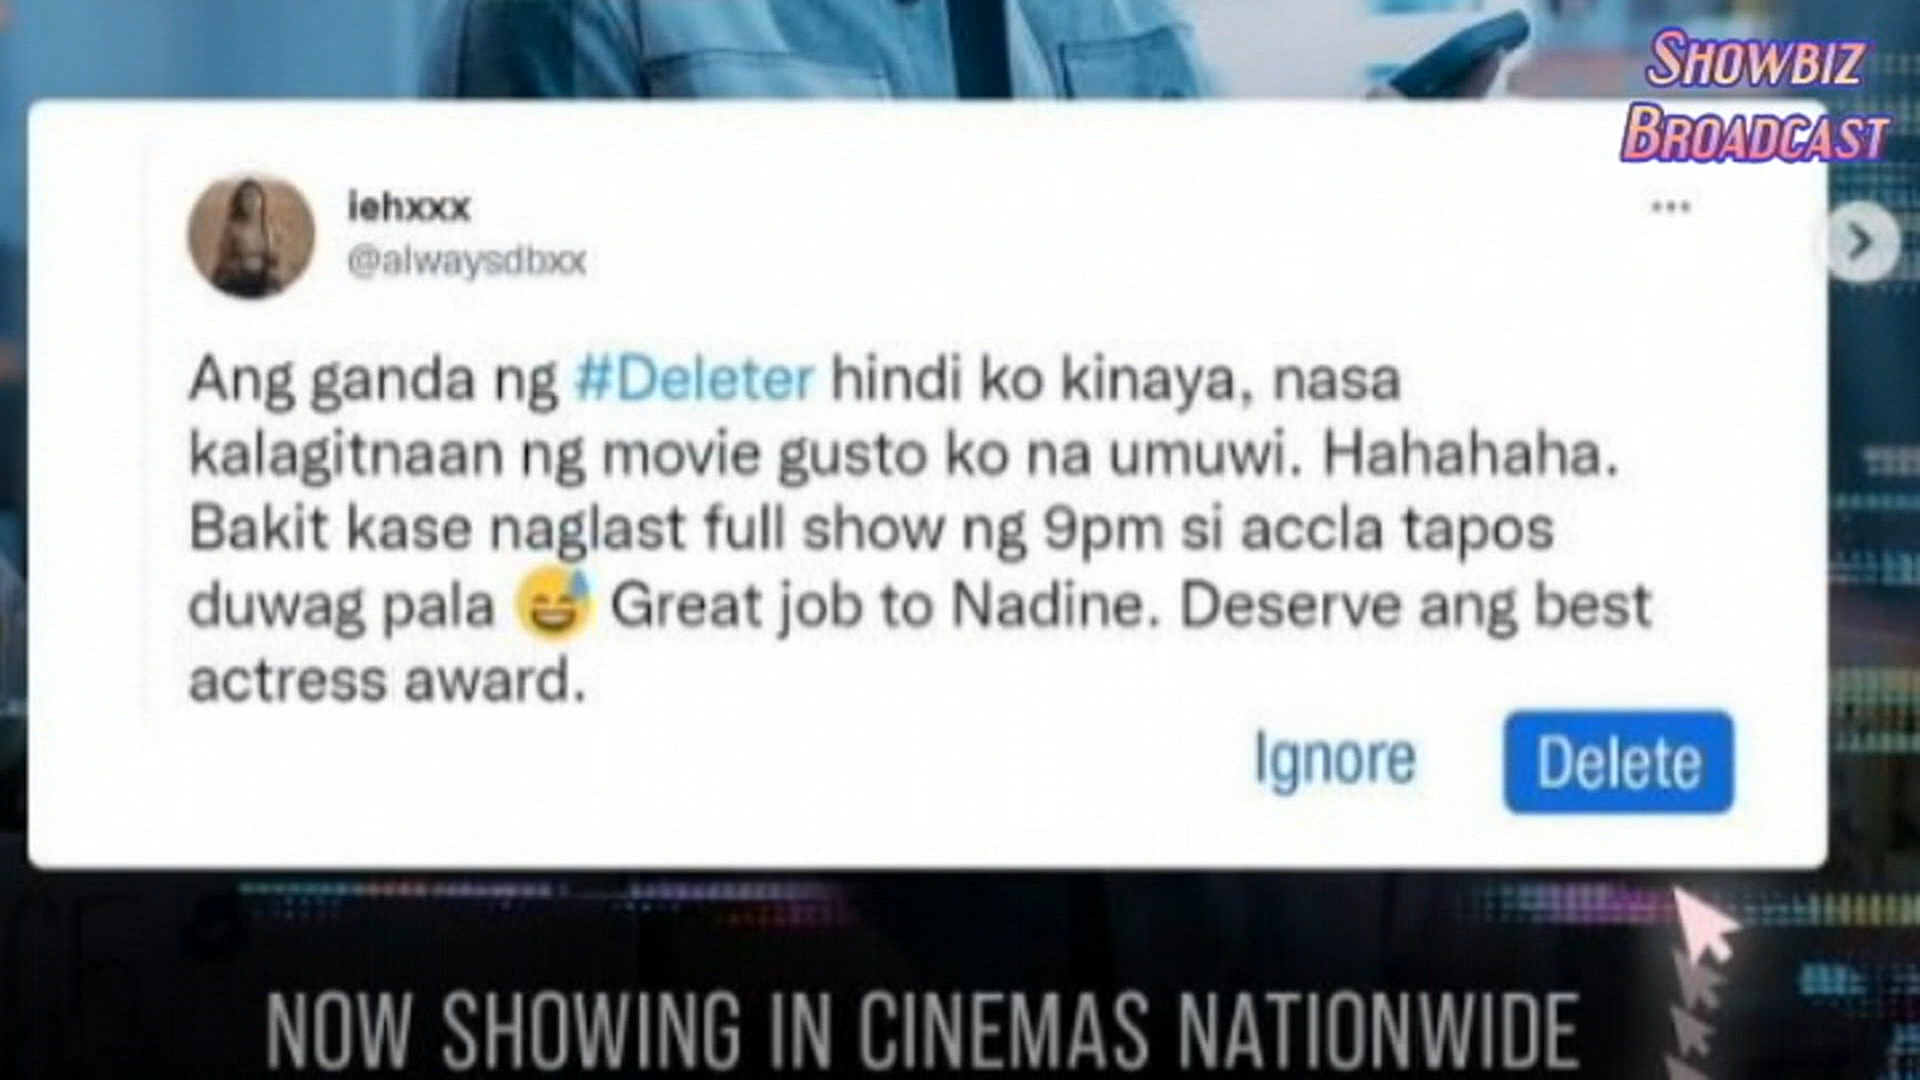 SHOWBIZ
BROADCAST
iehxxx
@alwaysdbxx
Ang ganda ng #Deleter hindi ko kinaya, nasa
kalagitnaan ng movie gusto ko na umuwi. Hahahaha.
Bakit kase naglast full show ng 9pm si accla tapos
duwag pala 😅 Great job to Nadine. Deserve ang best
actress award.
Ignore
Delete
NOW SHOWING IN CINEMAS NATIONWIDE